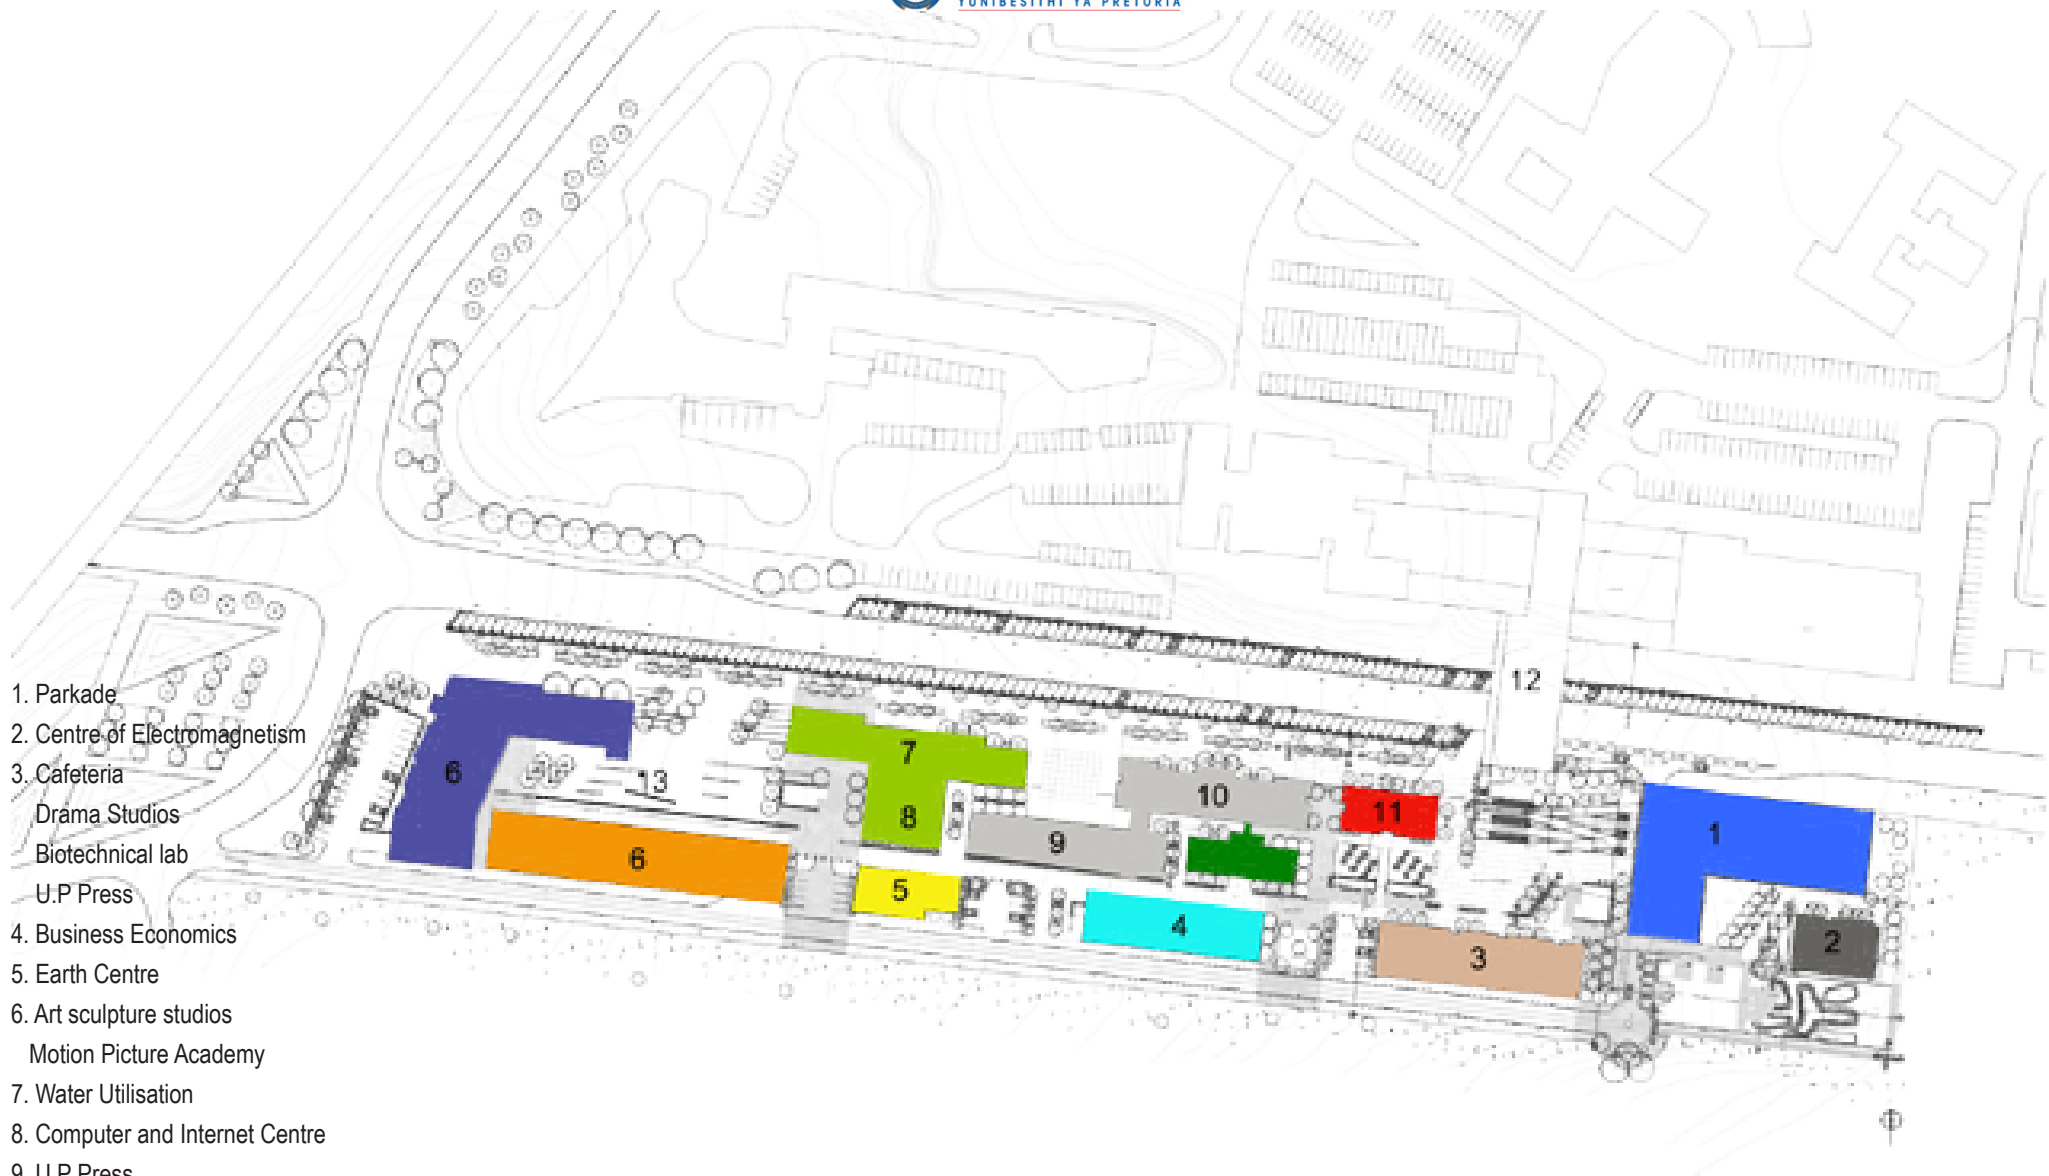 YUNIBESITHI YA PRETORIA
12
1. Parkade
2. Centre of Electromagnetism
3. Cafeteria
Drama Studios
Biotechnical lab
U.P Press
4. Business Economics
5. Earth Centre
6. Art sculpture studios
Motion Picture Academy
7. Water Utilisation
8. Computer and Internet Centre
9. U.P Press
6
13
7
10
11
8
1
9
6
5
4
2
3